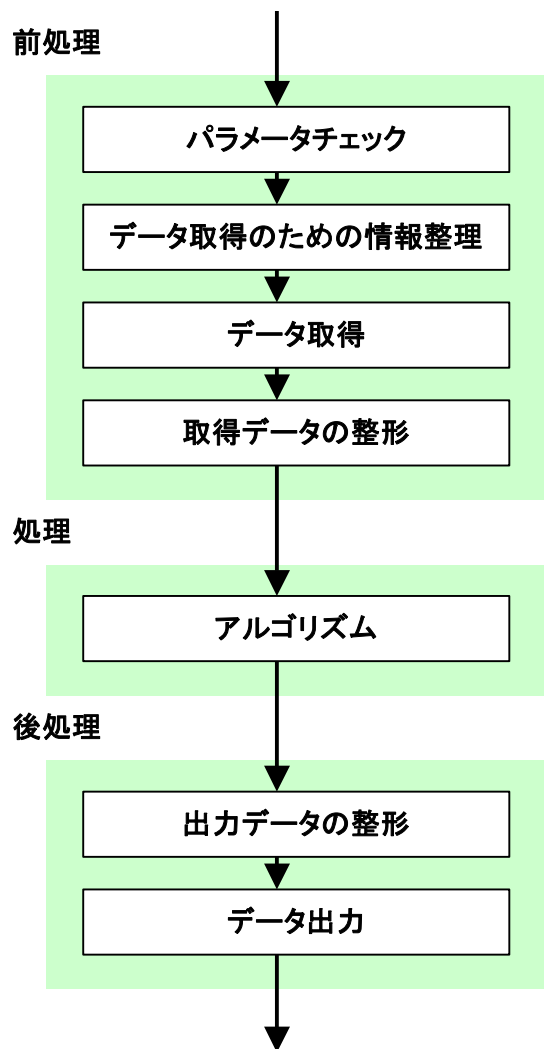 前処理
パラメータチェック
データ取得のための情報整理
データ取得
取得データの整形
処理
アルゴリズム
後処理
出力データの整形
データ出力